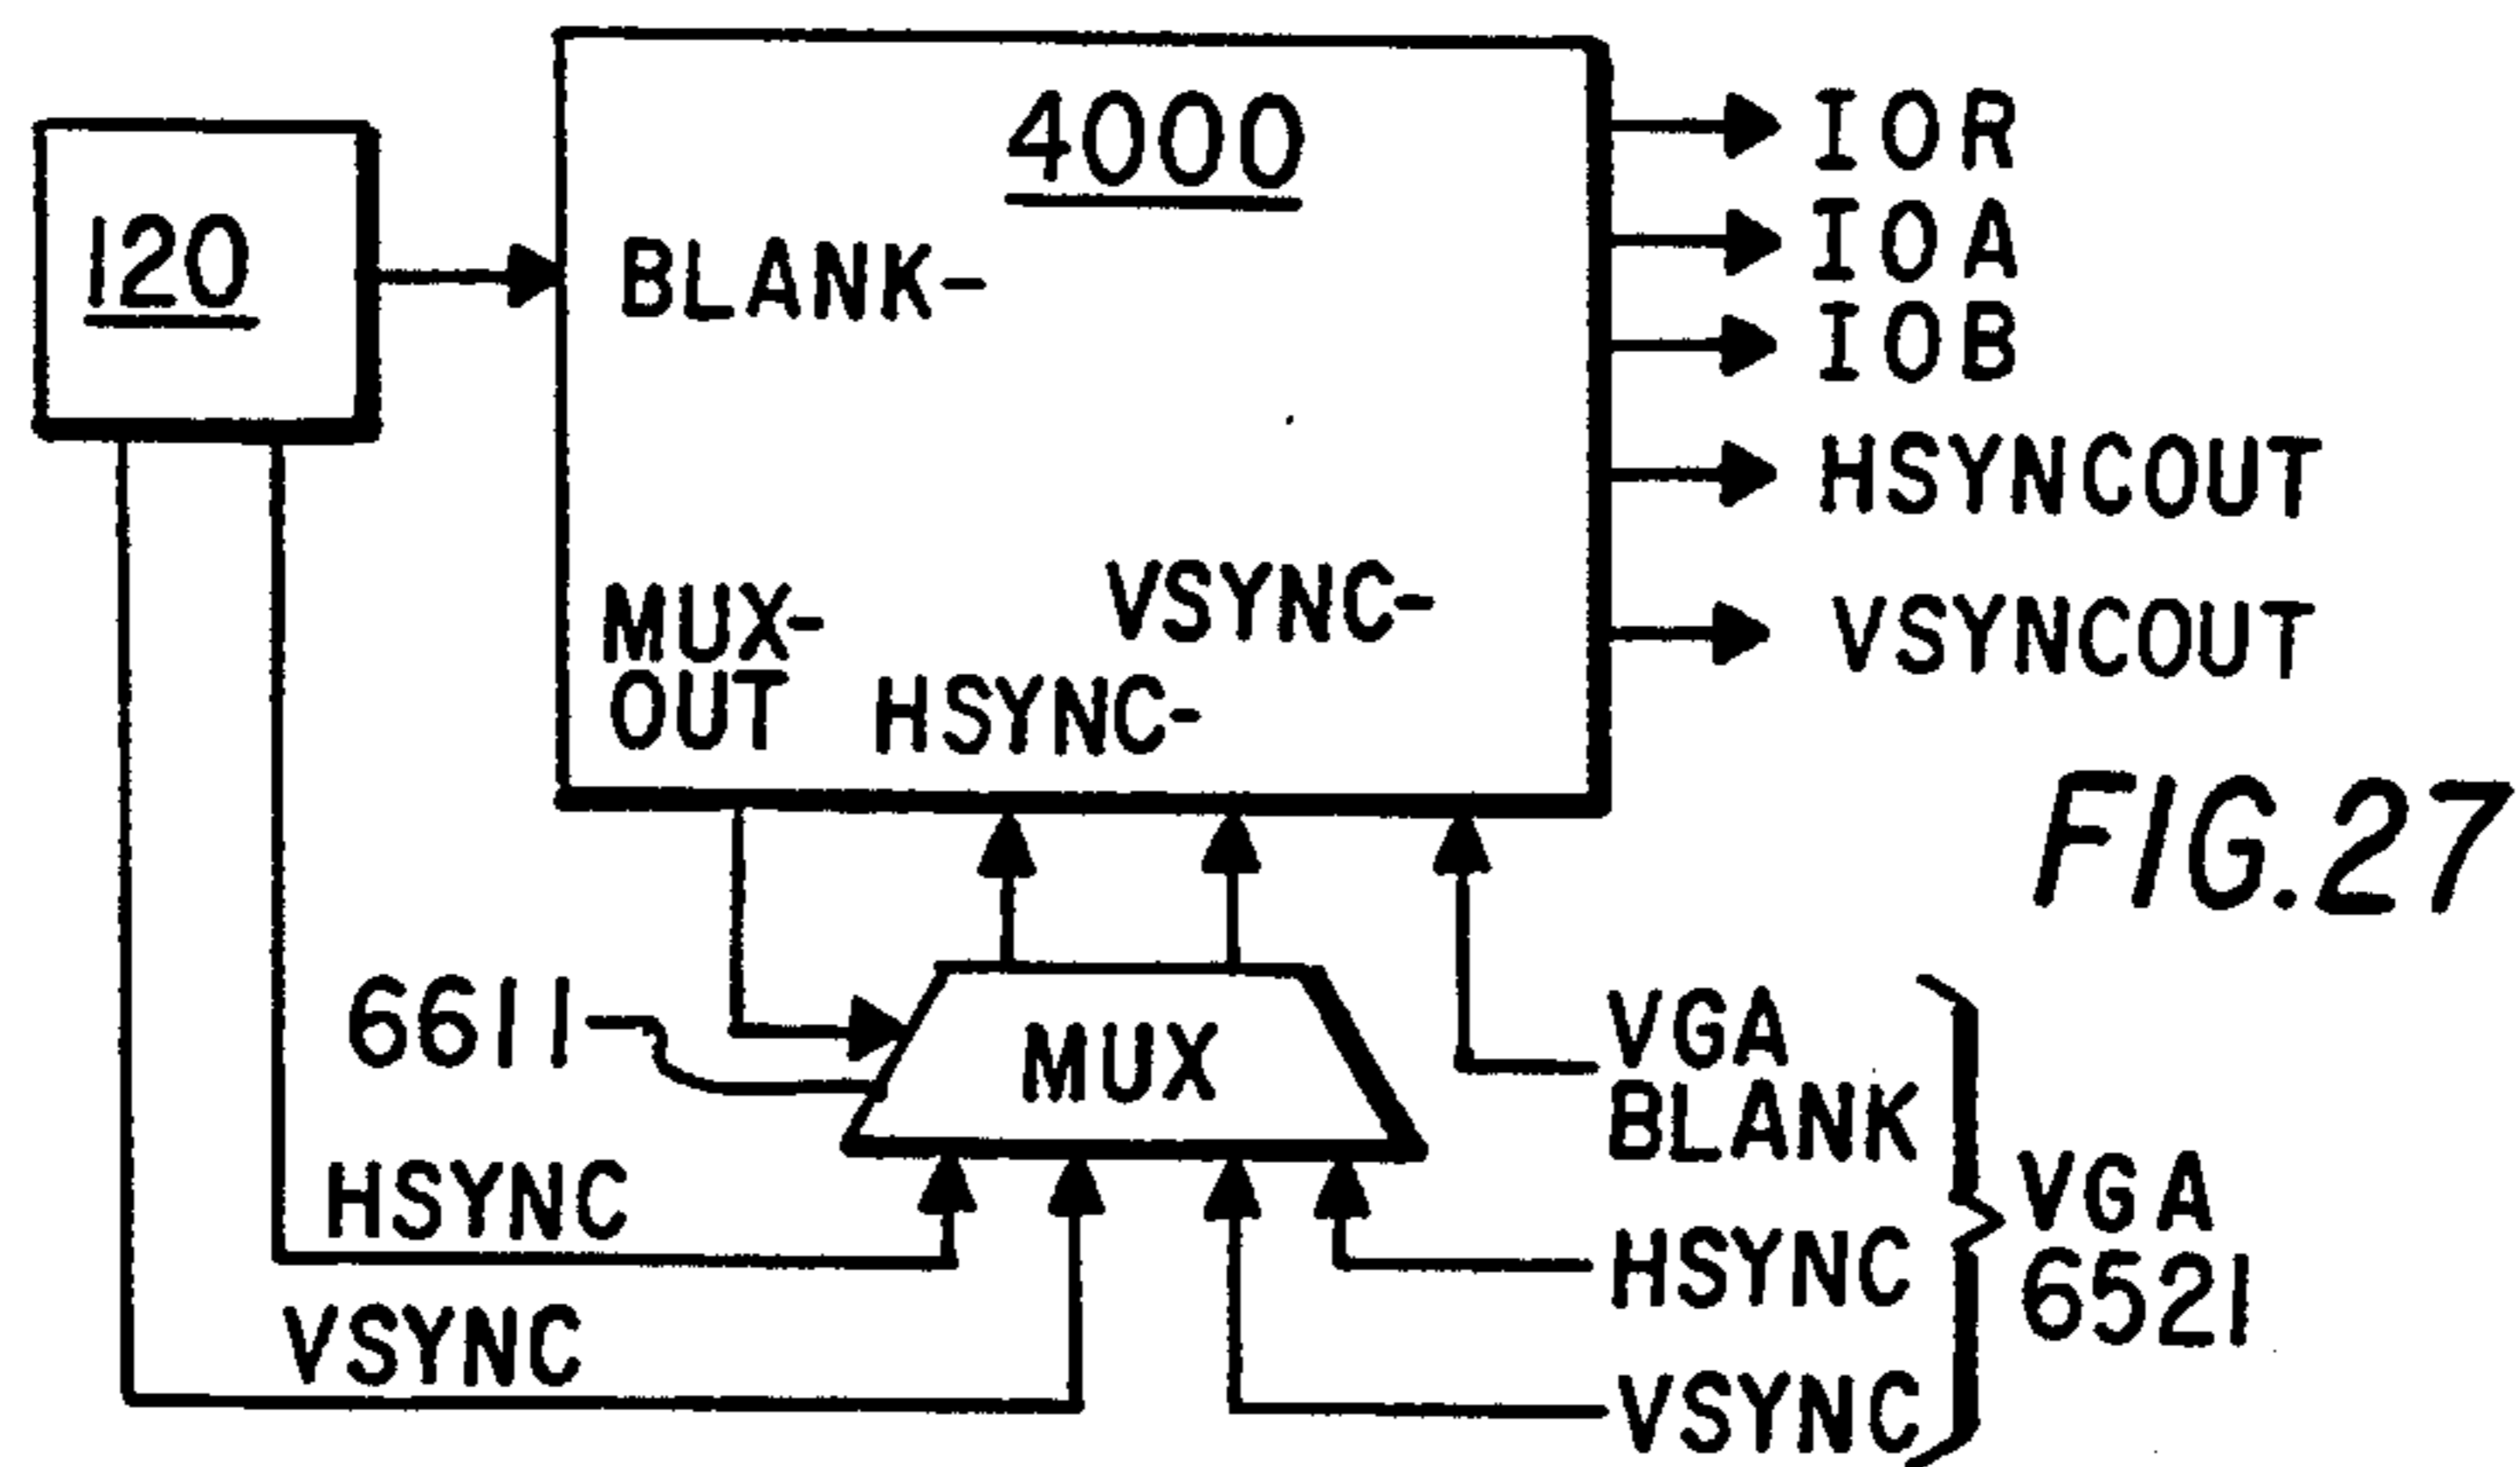 4000
120
BLANK-
IOR
IOA
IOB
HSYNCOUT
VSYNCOUT
MUX-
OUT
HSYNC-
VSYNC-
FIG.27
6611
MUX
VGA
BLANK
HSYNC
VSYNC
HSYNC
VSYNC
VGA
6521